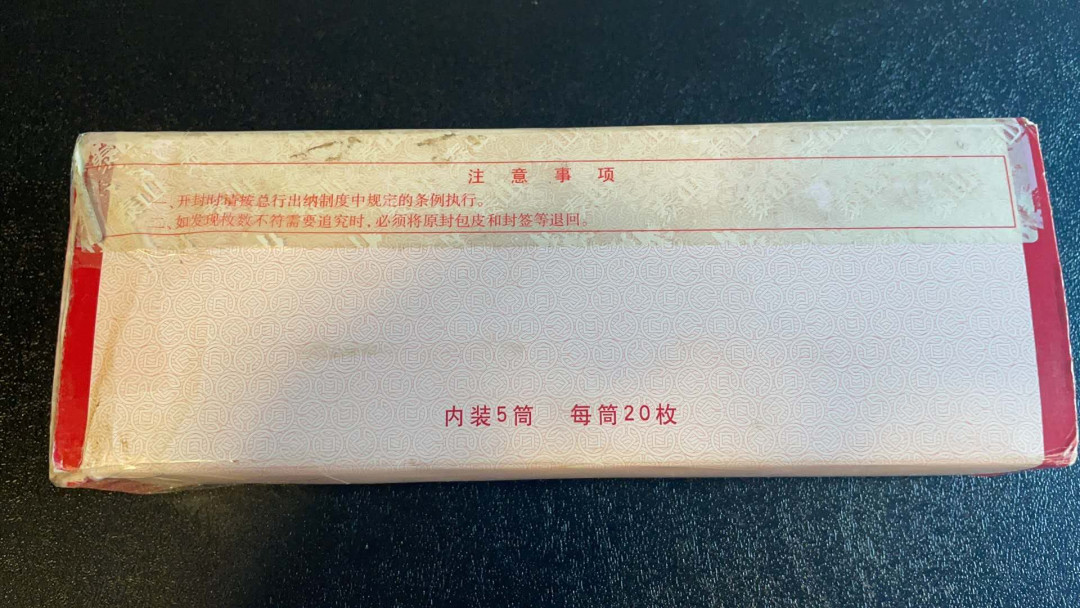 注意事项
一、开封时请按总行出纳制度中规定的条例执行。
二、如发现枚数不符需要追究时，必须将原封包皮和封签等退回。
内装5筒 每筒20枚